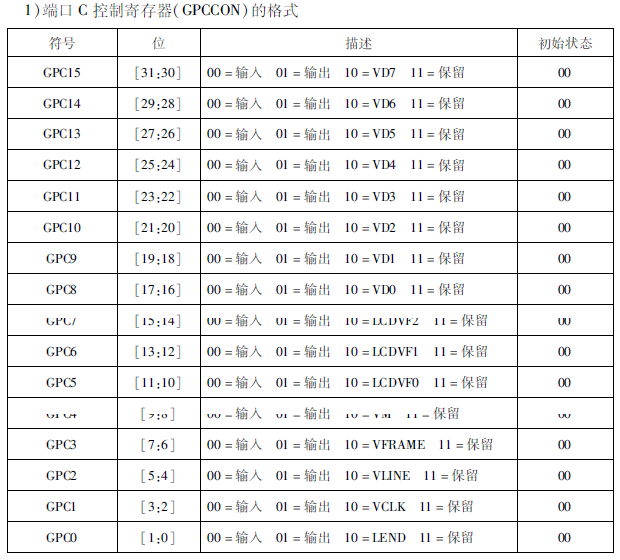 1)端口 C 控制寄存器(GPCCON)的格式
符号 位 描述 初始状态
GPC15 [31:30] 00=输入 01=输出 10=VD7 11=保留 00
GPC14 [29:28] 00=输入 01=输出 10=VD6 11=保留 00
GPC13 [27:26] 00=输入 01=输出 10=VD5 11=保留 00
GPC12 [25:24] 00=输入 01=输出 10=VD4 11=保留 00
GPC11 [23:22] 00=输入 01=输出 10=VD3 11=保留 00
GPC10 [21:20] 00=输入 01=输出 10=VD2 11=保留 00
GPC9 [19:18] 00=输入 01=输出 10=VD1 11=保留 00
GPC8 [17:16] 00=输入 01=输出 10=VD0 11=保留 00
GPC7 [15:14] 00=输入 01=输出 10=LCDVF2 11=保留 00
GPC6 [13:12] 00=输入 01=输出 10=LCDVF1 11=保留 00
GPC5 [11:10] 00=输入 01=输出 10=LCDVF0 11=保留 00
GPC4 [9:8] 00=输入 01=输出 10=VM 11=保留 00
GPC3 [7:6] 00=输入 01=输出 10=VFRAME 11=保留 00
GPC2 [5:4] 00=输入 01=输出 10=VLINE 11=保留 00
GPC1 [3:2] 00=输入 01=输出 10=VCLK 11=保留 00
GPC0 [1:0] 00=输入 01=输出 10=LEND 11=保留 00